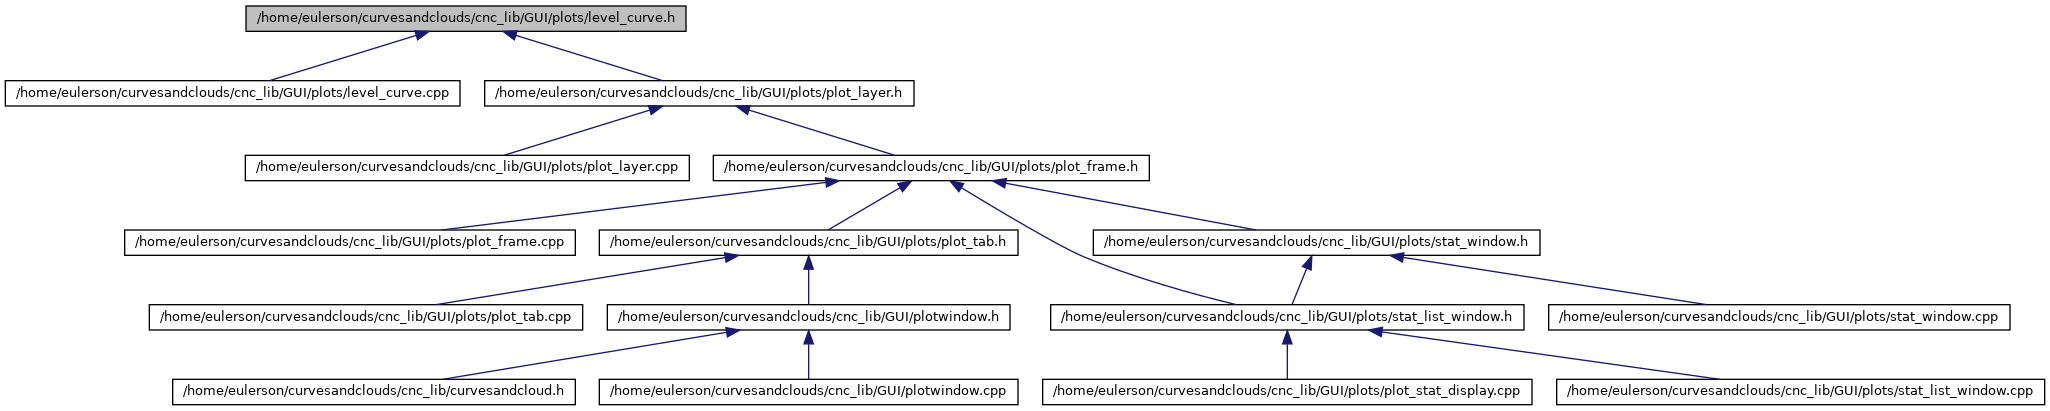 /home/eulerson/curvesandclouds/cnc_lib/GUI/plots/level_curve.h
/home/eulerson/curvesandclouds/cnc_lib/GUI/plots/level_curve.cpp
/home/eulerson/curvesandclouds/cnc_lib/GUI/plots/plot_layer.h
/home/eulerson/curvesandclouds/cnc_lib/GUI/plots/plot_layer.cpp
/home/eulerson/curvesandclouds/cnc_lib/GUI/plots/plot_frame.h
/home/eulerson/curvesandclouds/cnc_lib/GUI/plots/plot_frame.cpp
/home/eulerson/curvesandclouds/cnc_lib/GUI/plots/plot_tab.h
/home/eulerson/curvesandclouds/cnc_lib/GUI/plots/stat_window.h
/home/eulerson/curvesandclouds/cnc_lib/GUI/plots/plot_tab.cpp
/home/eulerson/curvesandclouds/cnc_lib/GUI/plotwindow.h
/home/eulerson/curvesandclouds/cnc_lib/GUI/plots/stat_list_window.h
/home/eulerson/curvesandclouds/cnc_lib/GUI/plots/stat_window.cpp
/home/eulerson/curvesandclouds/cnc_lib/curvesandcloud.h
/home/eulerson/curvesandclouds/cnc_lib/GUI/plotwindow.cpp
/home/eulerson/curvesandclouds/cnc_lib/GUI/plots/plot_stat_display.cpp
/home/eulerson/curvesandclouds/cnc_lib/GUI/plots/stat_list_window.cpp